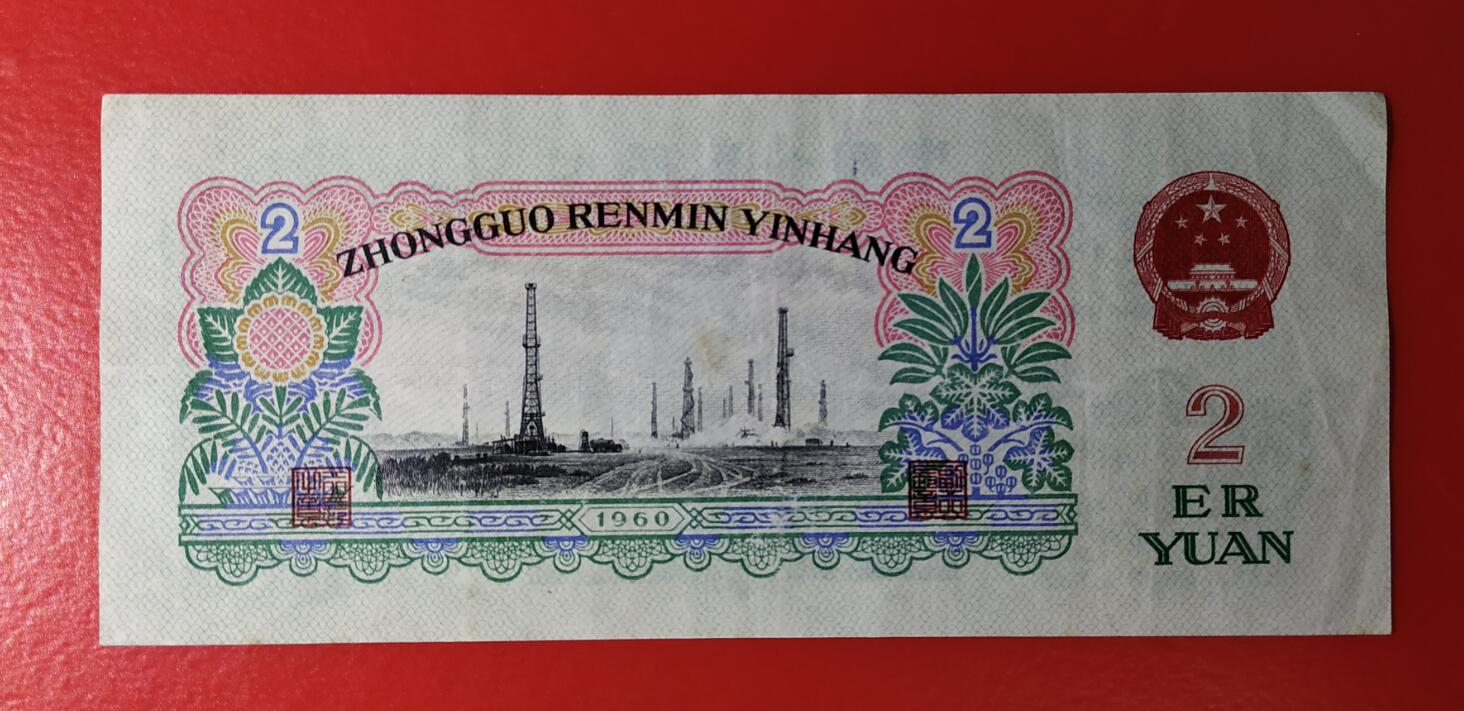 2
2
ZHONGGUO RENMIN YINHANG
1960
2
ER
YUAN